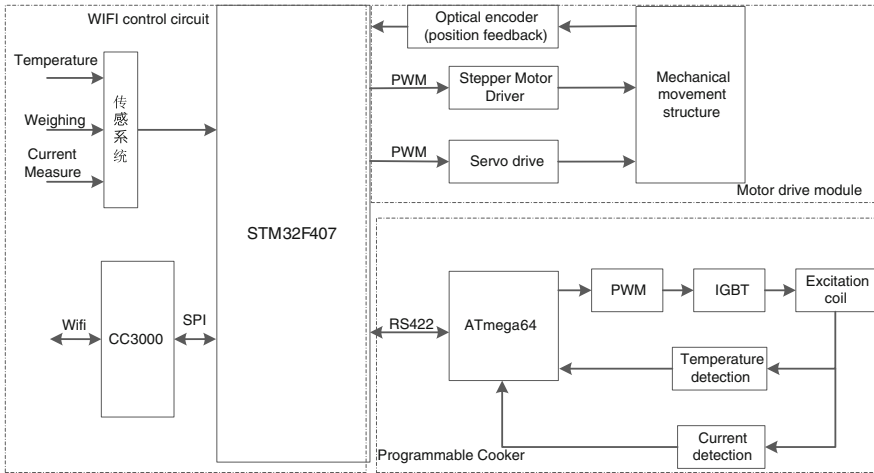 WIFI control circuit
Temperature
Weighing
Current
Measure
传感系统
STM32F407
Wifi
CC3000
SPI
Optical encoder
(position feedback)
PWM
Stepper Motor
Driver
PWM
Servo drive
Mechanical
movement
structure
Motor drive module
RS422
ATmega64
PWM
IGBT
Excitation
coil
Temperature
detection
Current
detection
Programmable Cooker